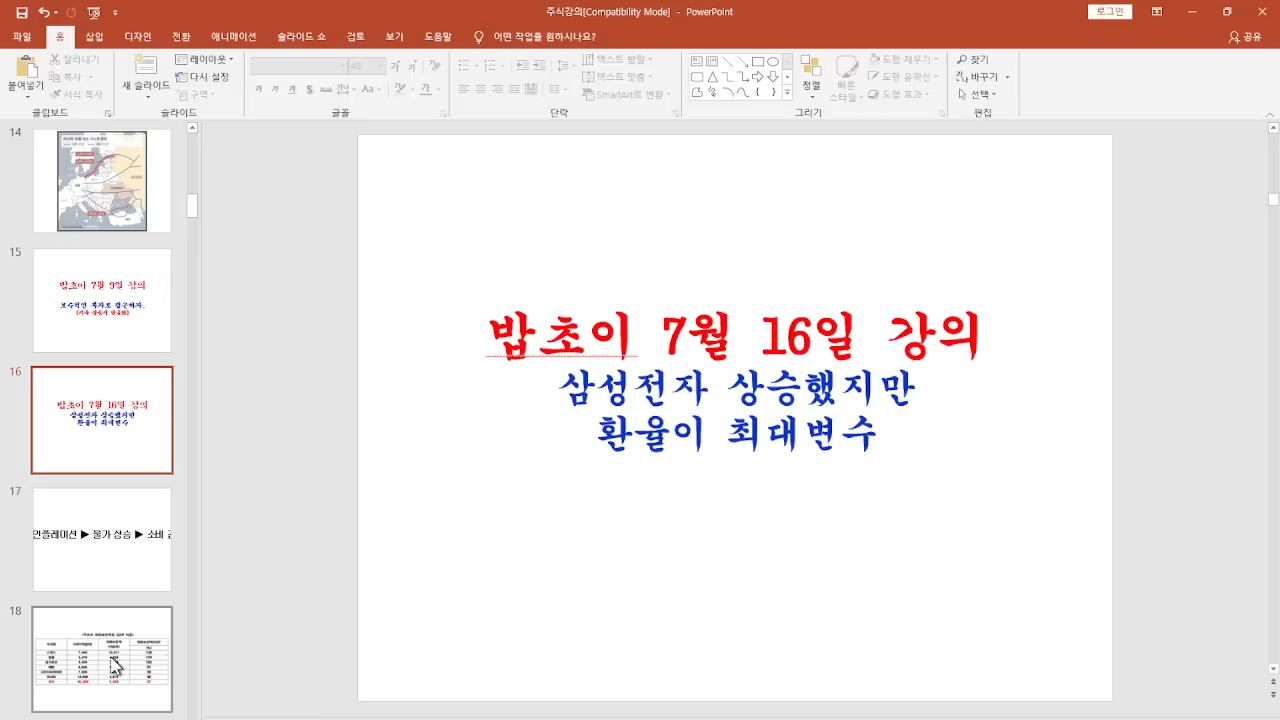 주식강의[Compatibility Mode] - PowerPoint
로그인
파일 홈 삽입 디자인 전환 애니메이션 슬라이드 쇼 검토 보기 도움말 어떤 작업을 원하시나요? 공유
붙여넣기
잘라내기
복사
서식 복사
클립보드
새 슬라이드
레이아웃
다시 설정
구역
슬라이드
48
가 가
가 가 가 S abc 간가 Aa 가
글꼴
텍스트 방향
텍스트 맞춤
SmartArt로 변환
단락
정렬
빠른
스타일
도형 채우기
도형 윤곽선
도형 효과
그리기
찾기
바꾸기
선택
편집
14
15
밥초이 7월 9일 강의
16
밥초이 7월 16일 강의
삼성전자 상승했지만
환율이 최대변수
17
인플레이션 ▶ 물가 상승 ▶ 소비
18
밥초이 7월 16일 강의
삼성전자 상승했지만
환율이 최대변수